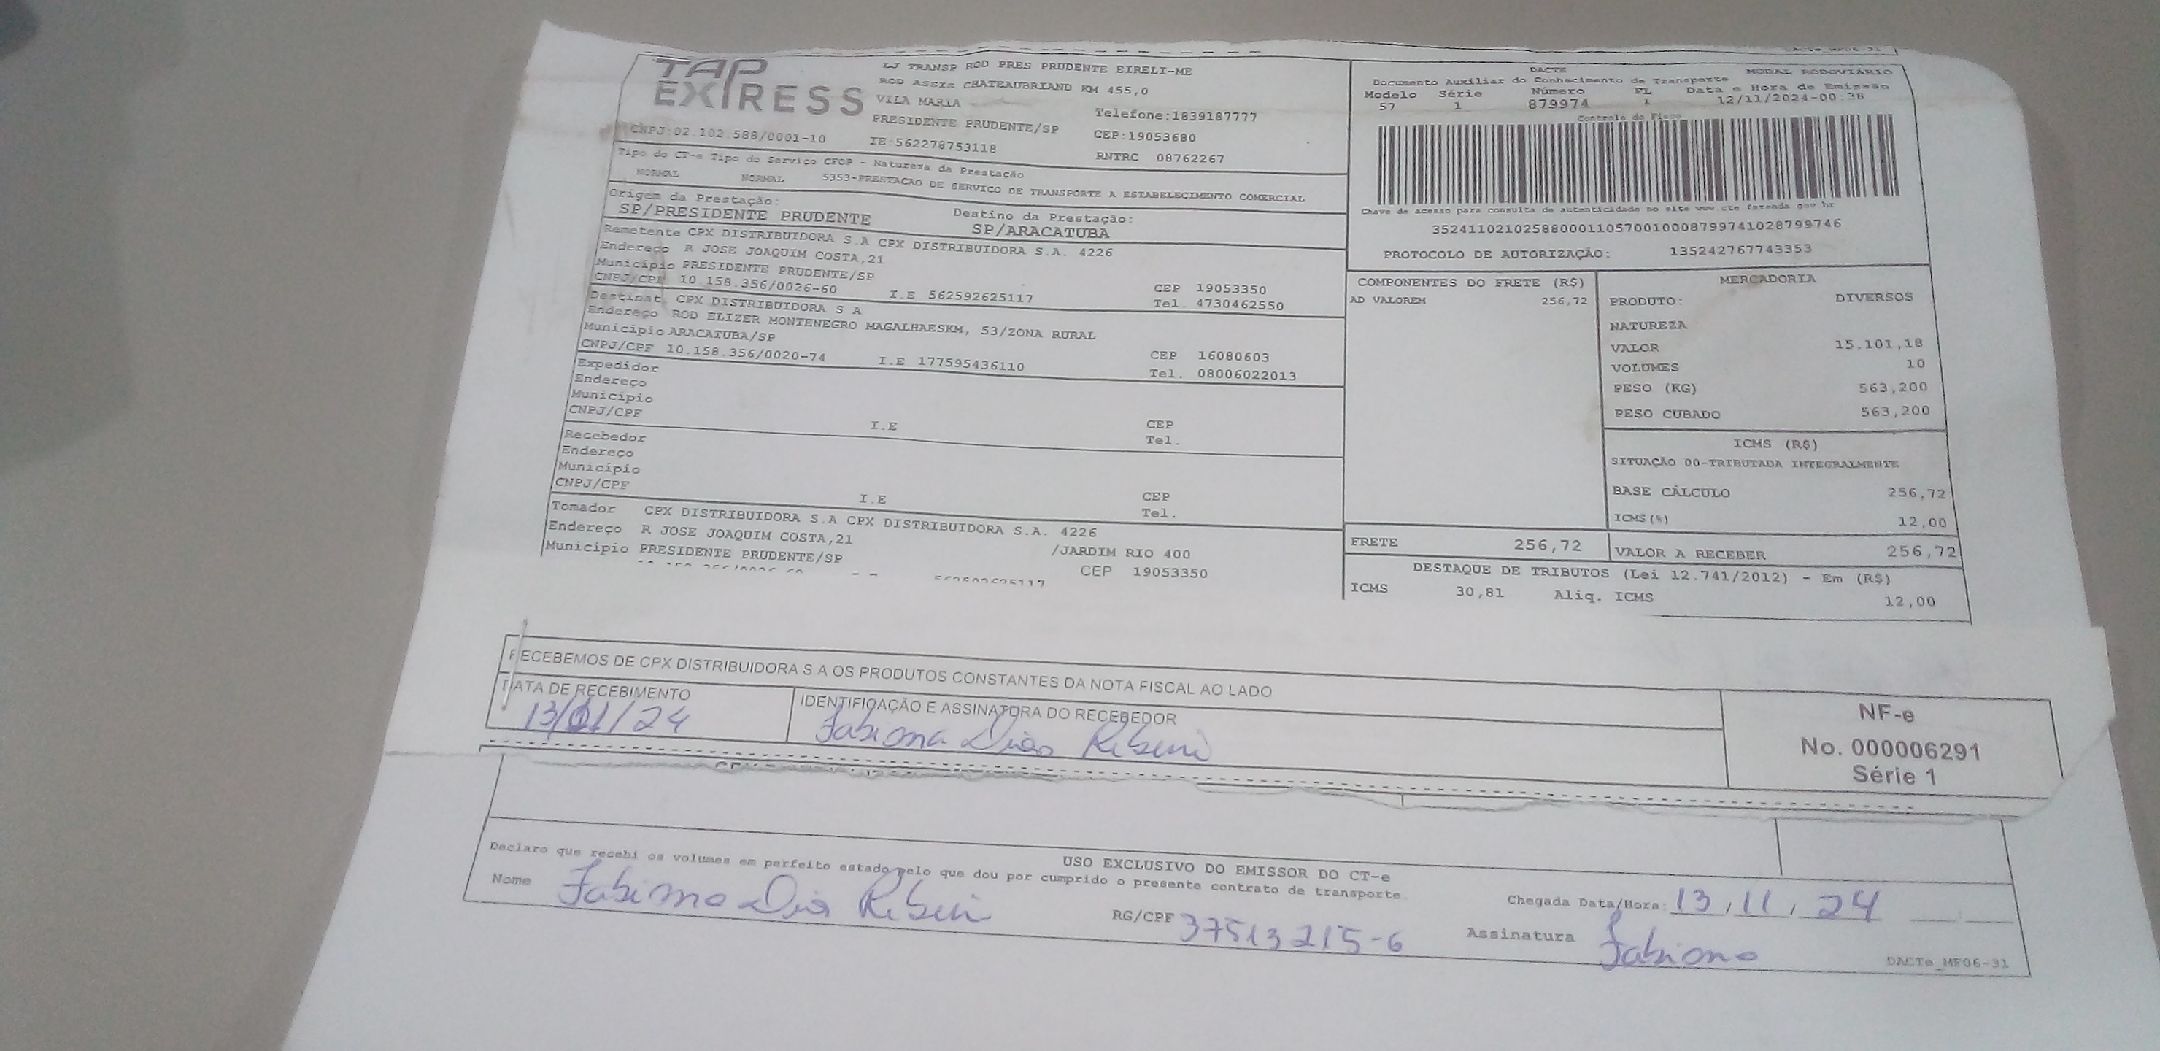 TAP EXPRESS
LJ TRANSP ROD PRES PRUDENTE EIRELI-ME
ROD ASSIS CHATEAUBRIAND KM 455,0
VILA MARIA
Telefone:1839187777
PRESIDENTE PRUDENTE/SP
CEP:19053680
CNPJ:02.102.588/0001-10
IE:562278753118
RNTRC 08762267
Tipo do CT-e Tipo do Serviço CFOP - Natureza da Prestação
NORMAL NORMAL 5353-PRESTACAO DE SERVICO DE TRANSPORTE A ESTABELECIMENTO COMERCIAL
Origem da Prestação:
SP/PRESIDENTE PRUDENTE
Destino da Prestação:
SP/ARACATUBA
Remetente CPX DISTRIBUIDORA S.A CPX DISTRIBUIDORA S.A. 4226
Endereço R JOSE JOAQUIM COSTA,21
Município PRESIDENTE PRUDENTE/SP
CEP 19053350
CNPJ/CPF 10.158.356/0026-60 I.E 562592625117 Tel. 4730462550
Destinat. CPX DISTRIBUIDORA S A
Endereço ROD ELIZER MONTENEGRO MAGALHAESKM, 53/ZONA RURAL
Município ARACATUBA/SP
CEP 16080603
CNPJ/CPF 10.158.356/0020-74 I.E 177595436110 Tel. 08006022013
Expedidor
Endereço
Município
CEP
CNPJ/CPF I.E Tel.
Recebedor
Endereço
Município
CEP
CNPJ/CPF I.E Tel.
Tomador CPX DISTRIBUIDORA S.A CPX DISTRIBUIDORA S.A. 4226
Endereço R JOSE JOAQUIM COSTA,21
/JARDIM RIO 400
Município PRESIDENTE PRUDENTE/SP
CEP 19053350
DACTE
MODAL RODOVIÁRIO
Documento Auxiliar do Conhecimento de Transporte
Modelo Série Número FL Data e Hora de Emissão
57 1 879974 1 12/11/2024-00:36
Controle do Fisco
Chave de acesso para consulta de autenticidade no site www.cte.fazenda.gov.br
35241102102588000110570010008799741028799746
PROTOCOLO DE AUTORIZAÇÃO: 135242767743353
COMPONENTES DO FRETE (R$)
AD VALOREM 256,72
MERCADORIA
PRODUTO: DIVERSOS
NATUREZA
VALOR 15.101,18
VOLUMES 10
PESO (KG) 563,200
PESO CUBADO 563,200
ICMS (R$)
SITUAÇÃO 00-TRIBUTADA INTEGRALMENTE
BASE CÁLCULO 256,72
ICMS(%) 12,00
FRETE 256,72
VALOR A RECEBER 256,72
DESTAQUE DE TRIBUTOS (Lei 12.741/2012) - Em (R$)
ICMS 30,81 Aliq. ICMS 12,00
RECEBEMOS DE CPX DISTRIBUIDORA S A OS PRODUTOS CONSTANTES DA NOTA FISCAL AO LADO
DATA DE RECEBIMENTO
13/01/24
IDENTIFICAÇÃO E ASSINATURA DO RECEBEDOR
Fabiana Dias Ribeiro
NF-e
No. 000006291
Série 1
USO EXCLUSIVO DO EMISSOR DO CT-e
Declaro que recebi os volumes em perfeito estado pelo que dou por cumprido o presente contrato de transporte.
Nome Fabiana Dias Ribeiro
RG/CPF 37513215-6
Chegada Data/Hora: 13 / 11 / 24
Assinatura Fabiana
DACTe_MF06-31